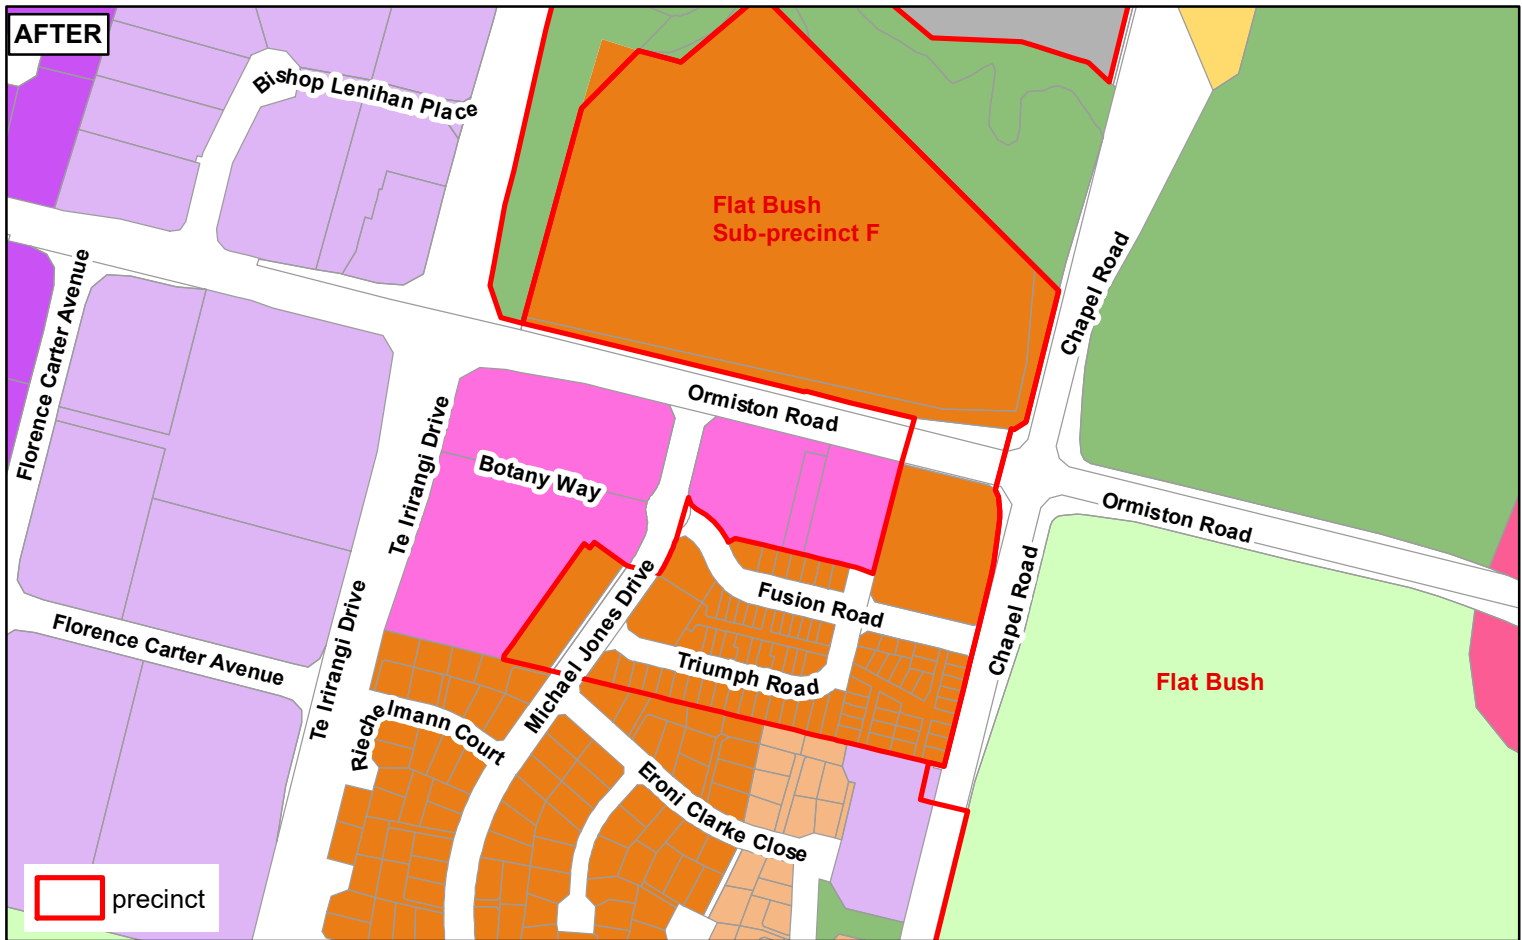 AFTER
Bishop Lenihan Place
Flat Bush
Sub-precinct F
Chapel Road
Florence Carter Avenue
Ormiston Road
Te Irirangi Drive
Botany Way
Ormiston Road
Michael Jones Drive
Fusion Road
Chapel Road
Florence Carter Avenue
Te Irirangi Drive
Triumph Road
Flat Bush
Riechelmann Court
Eroni Clarke Close
precinct